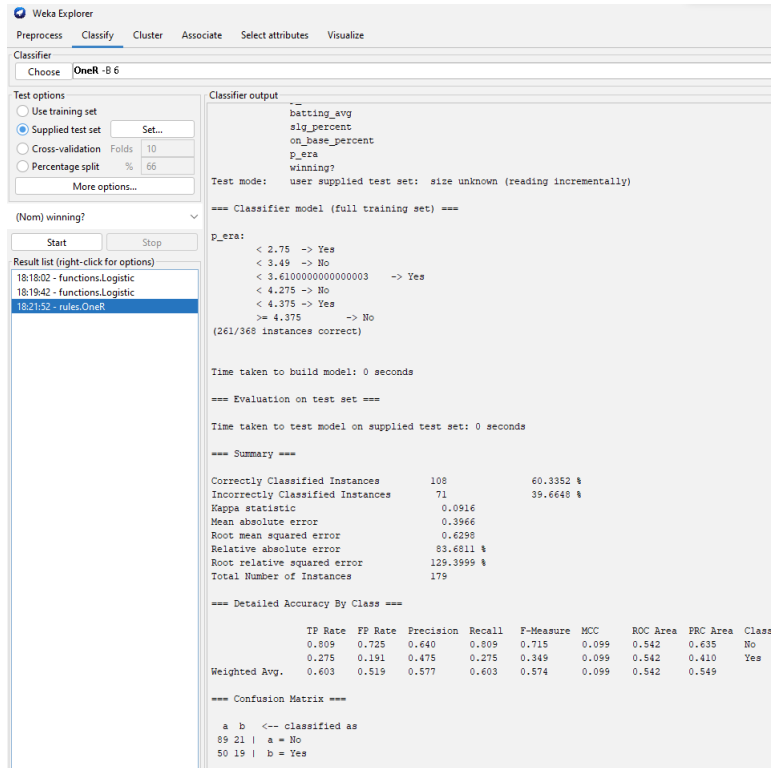 Weka Explorer
Preprocess Classify Cluster Associate Select attributes Visualize
Classifier
Choose OneR -B 6
Test options
Use training set
Supplied test set Set...
Cross-validation Folds 10
Percentage split % 66
More options...
(Nom) winning?
Start Stop
Result list (right-click for options)
18:18:02 - functions.Logistic
18:19:42 - functions.Logistic
18:21:52 - rules.OneR
Classifier output
batting_avg
slg_percent
on_base_percent
p_era
winning?
Test mode: user supplied test set: size unknown (reading incrementally)
=== Classifier model (full training set) ===
p_era:
< 2.75 -> Yes
< 3.49 -> No
< 3.6100000000000003 -> Yes
< 4.275 -> No
< 4.375 -> Yes
>= 4.375 -> No
(261/368 instances correct)
Time taken to build model: 0 seconds
=== Evaluation on test set ===
Time taken to test model on supplied test set: 0 seconds
=== Summary ===
Correctly Classified Instances 108 60.3352 %
Incorrectly Classified Instances 71 39.6648 %
Kappa statistic 0.0916
Mean absolute error 0.3966
Root mean squared error 0.6298
Relative absolute error 83.6811 %
Root relative squared error 129.3999 %
Total Number of Instances 179
=== Detailed Accuracy By Class ===
TP Rate FP Rate Precision Recall F-Measure MCC ROC Area PRC Area Class
0.809 0.725 0.640 0.809 0.715 0.099 0.542 0.635 No
0.275 0.191 0.475 0.275 0.349 0.099 0.542 0.410 Yes
Weighted Avg. 0.603 0.519 0.577 0.603 0.574 0.099 0.542 0.549
=== Confusion Matrix ===
a b <-- classified as
89 21 | a = No
50 19 | b = Yes